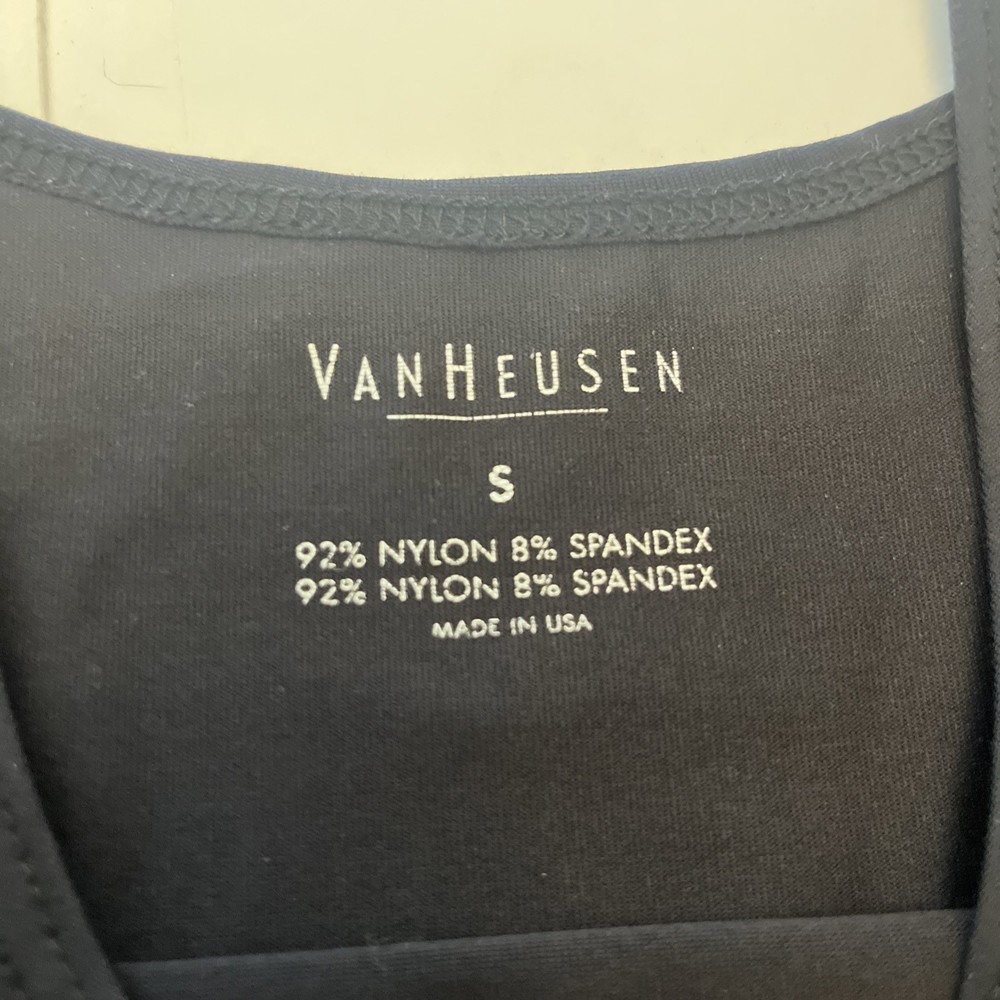 VANHEUSEN
S
92% NYLON 8% SPANDEX
92% NYLON 8% SPANDEX
MADE IN USA